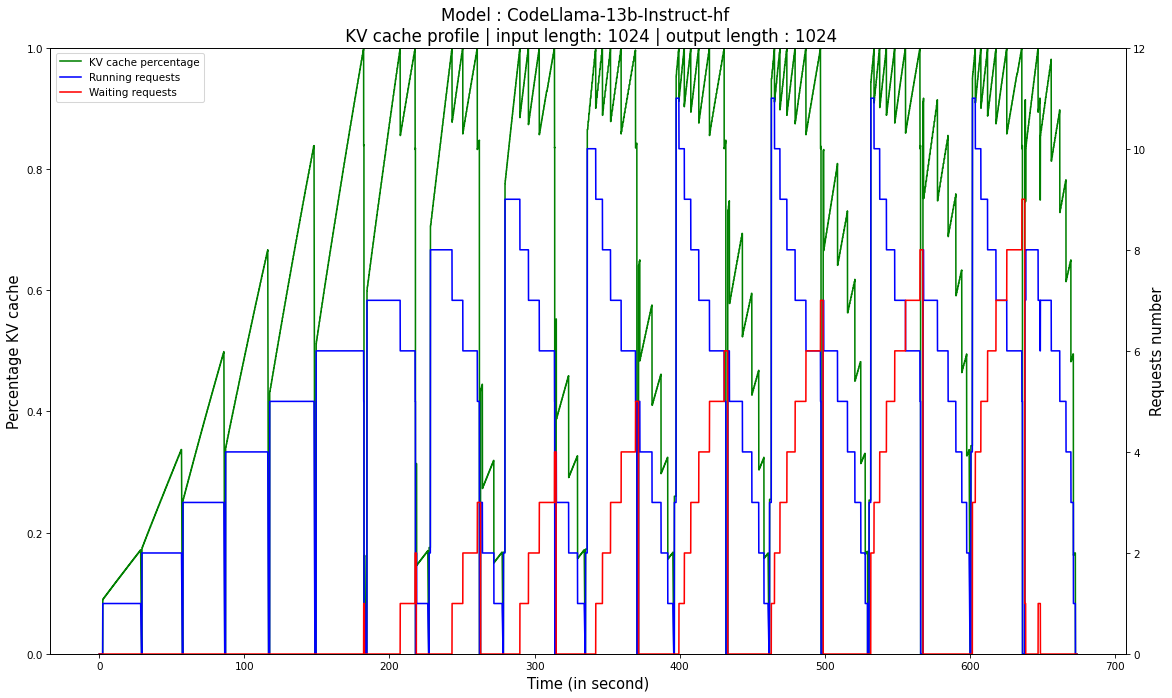 Model : CodeLlama-13b-Instruct-hf
KV cache profile | input length: 1024 | output length : 1024
KV cache percentage
Running requests
Waiting requests
Percentage KV cache
1.0
0.8
0.6
0.4
0.2
0.0
12
10
8
6
4
2
0
Requests number
0 100 200 300 400 500 600 700
Time (in second)